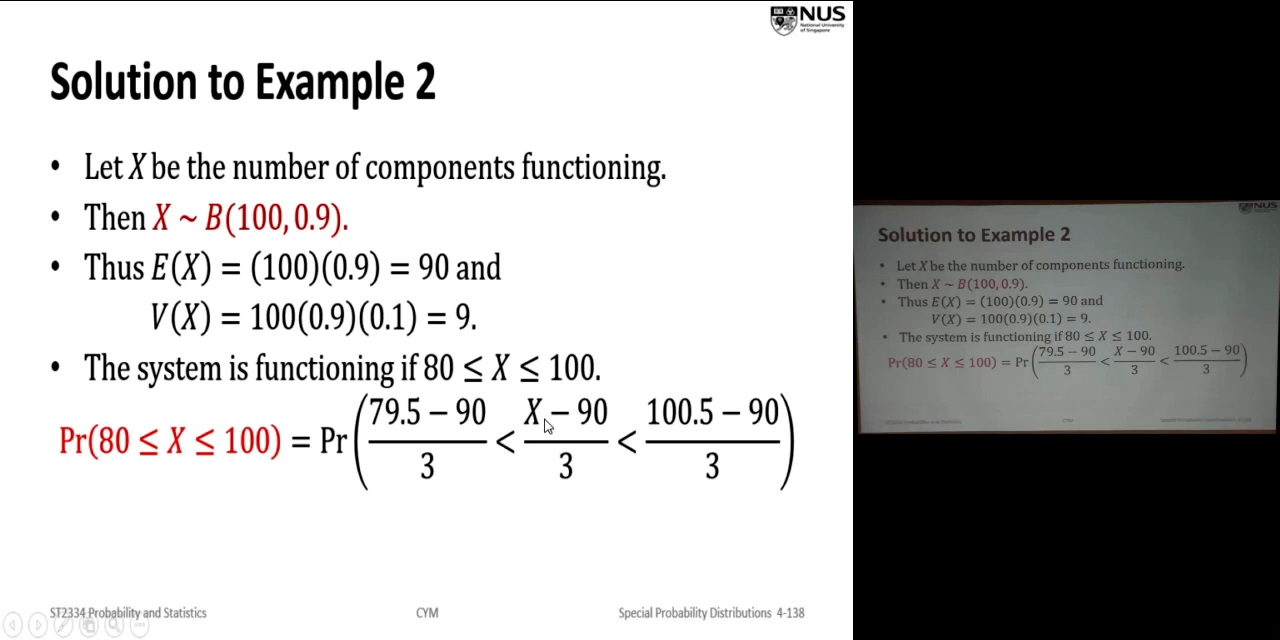 NUS
National University
of Singapore
Solution to Example 2
• Let X be the number of components functioning.
• Then X ~ B(100, 0.9).
• Thus E(X) = (100)(0.9) = 90 and
V(X) = 100(0.9)(0.1) = 9.
• The system is functioning if 80 ≤ X ≤ 100.
Pr(80 ≤ X ≤ 100) = Pr((79.5 − 90)/3 < (X − 90)/3 < (100.5 − 90)/3)
ST2334 Probability and Statistics CYM Special Probability Distributions 4-138
NUS
Solution to Example 2
• Let X be the number of components functioning.
• Then X ~ B(100, 0.9).
• Thus E(X) = (100)(0.9) = 90 and
V(X) = 100(0.9)(0.1) = 9.
• The system is functioning if 80 ≤ X ≤ 100.
Pr(80 ≤ X ≤ 100) = Pr((79.5 − 90)/3 < (X − 90)/3 < (100.5 − 90)/3)